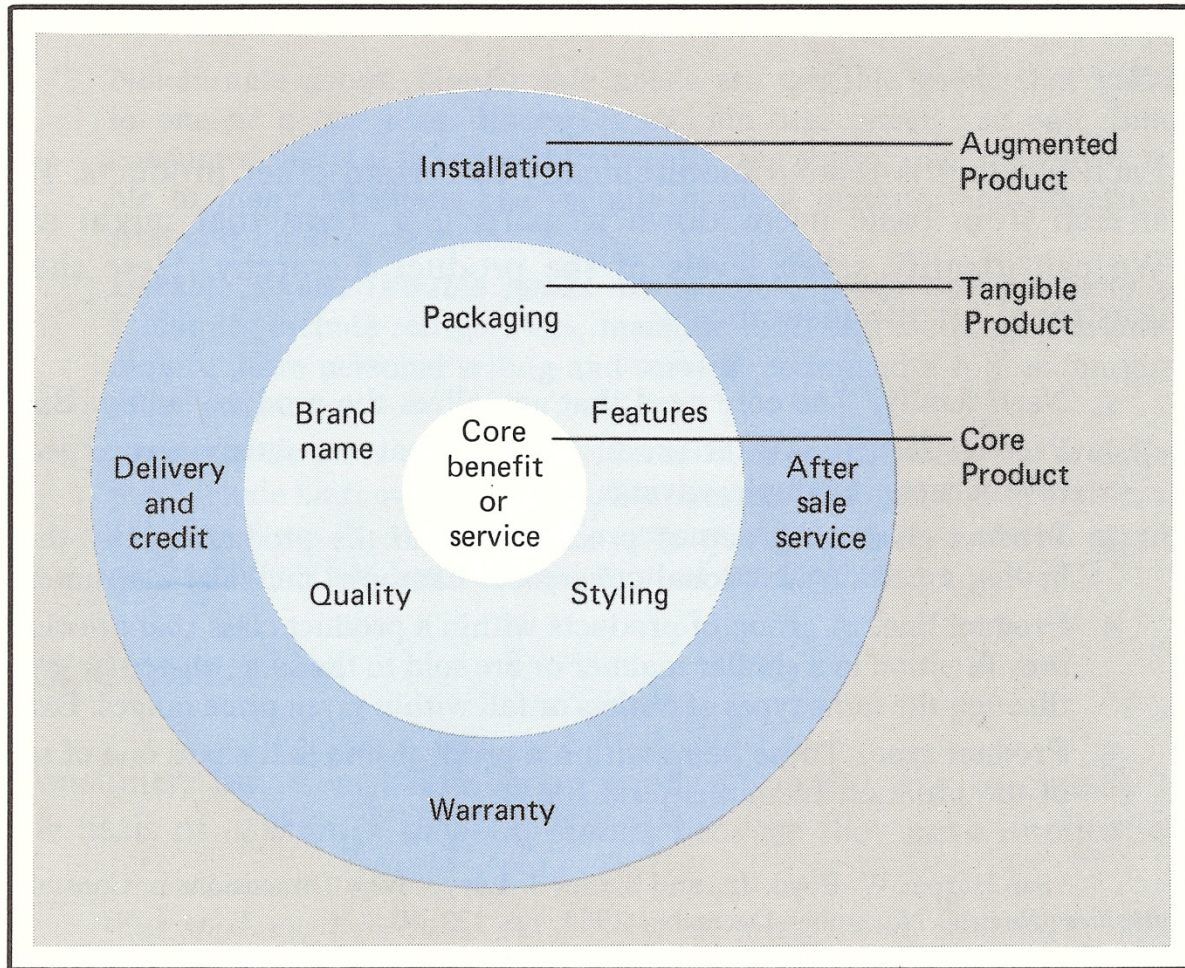 Installation
Augmented
Product
Packaging
Tangible
Product
Brand
name
Features
Core
benefit
or
service
Core
Product
Delivery
and
credit
After
sale
service
Quality
Styling
Warranty